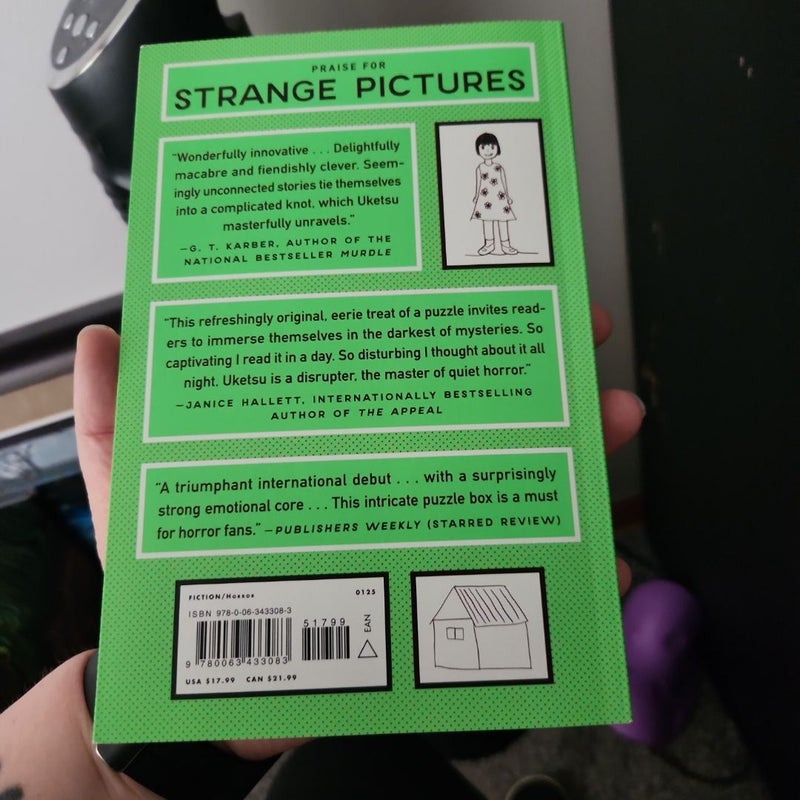 PRAISE FOR
STRANGE PICTURES
“Wonderfully innovative . . . Delightfully
macabre and fiendishly clever. Seem-
ingly unconnected stories tie themselves
into a complicated knot, which Uketsu
masterfully unravels.”
—G. T. KARBER, AUTHOR OF THE
NATIONAL BESTSELLER MURDLE
“This refreshingly original, eerie treat of a puzzle invites read-
ers to immerse themselves in the darkest of mysteries. So
captivating I read it in a day. So disturbing I thought about it all
night. Uketsu is a disrupter, the master of quiet horror.”
—JANICE HALLETT, INTERNATIONALLY BESTSELLING
AUTHOR OF THE APPEAL
“A triumphant international debut . . . with a surprisingly
strong emotional core . . . This intricate puzzle box is a must
for horror fans.” —PUBLISHERS WEEKLY (STARRED REVIEW)
FICTION/HORROR 0125
ISBN 978-0-06-343308-3
51799
EAN
9 780063 433083
USA $17.99 CAN $21.99